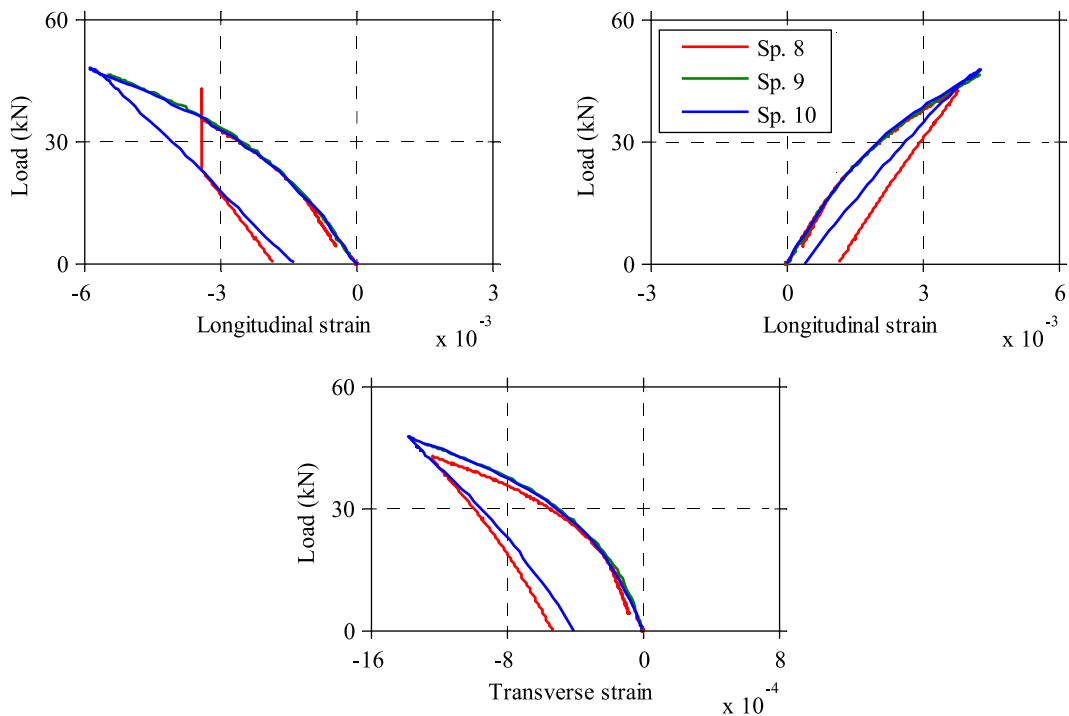 60
30
0
Load (kN)
-6
-3
0
3
Longitudinal strain
x 10-3
60
30
0
Load (kN)
Sp. 8
Sp. 9
Sp. 10
-3
0
3
6
Longitudinal strain
x 10-3
60
30
0
Load (kN)
-16
-8
0
8
Transverse strain
x 10-4